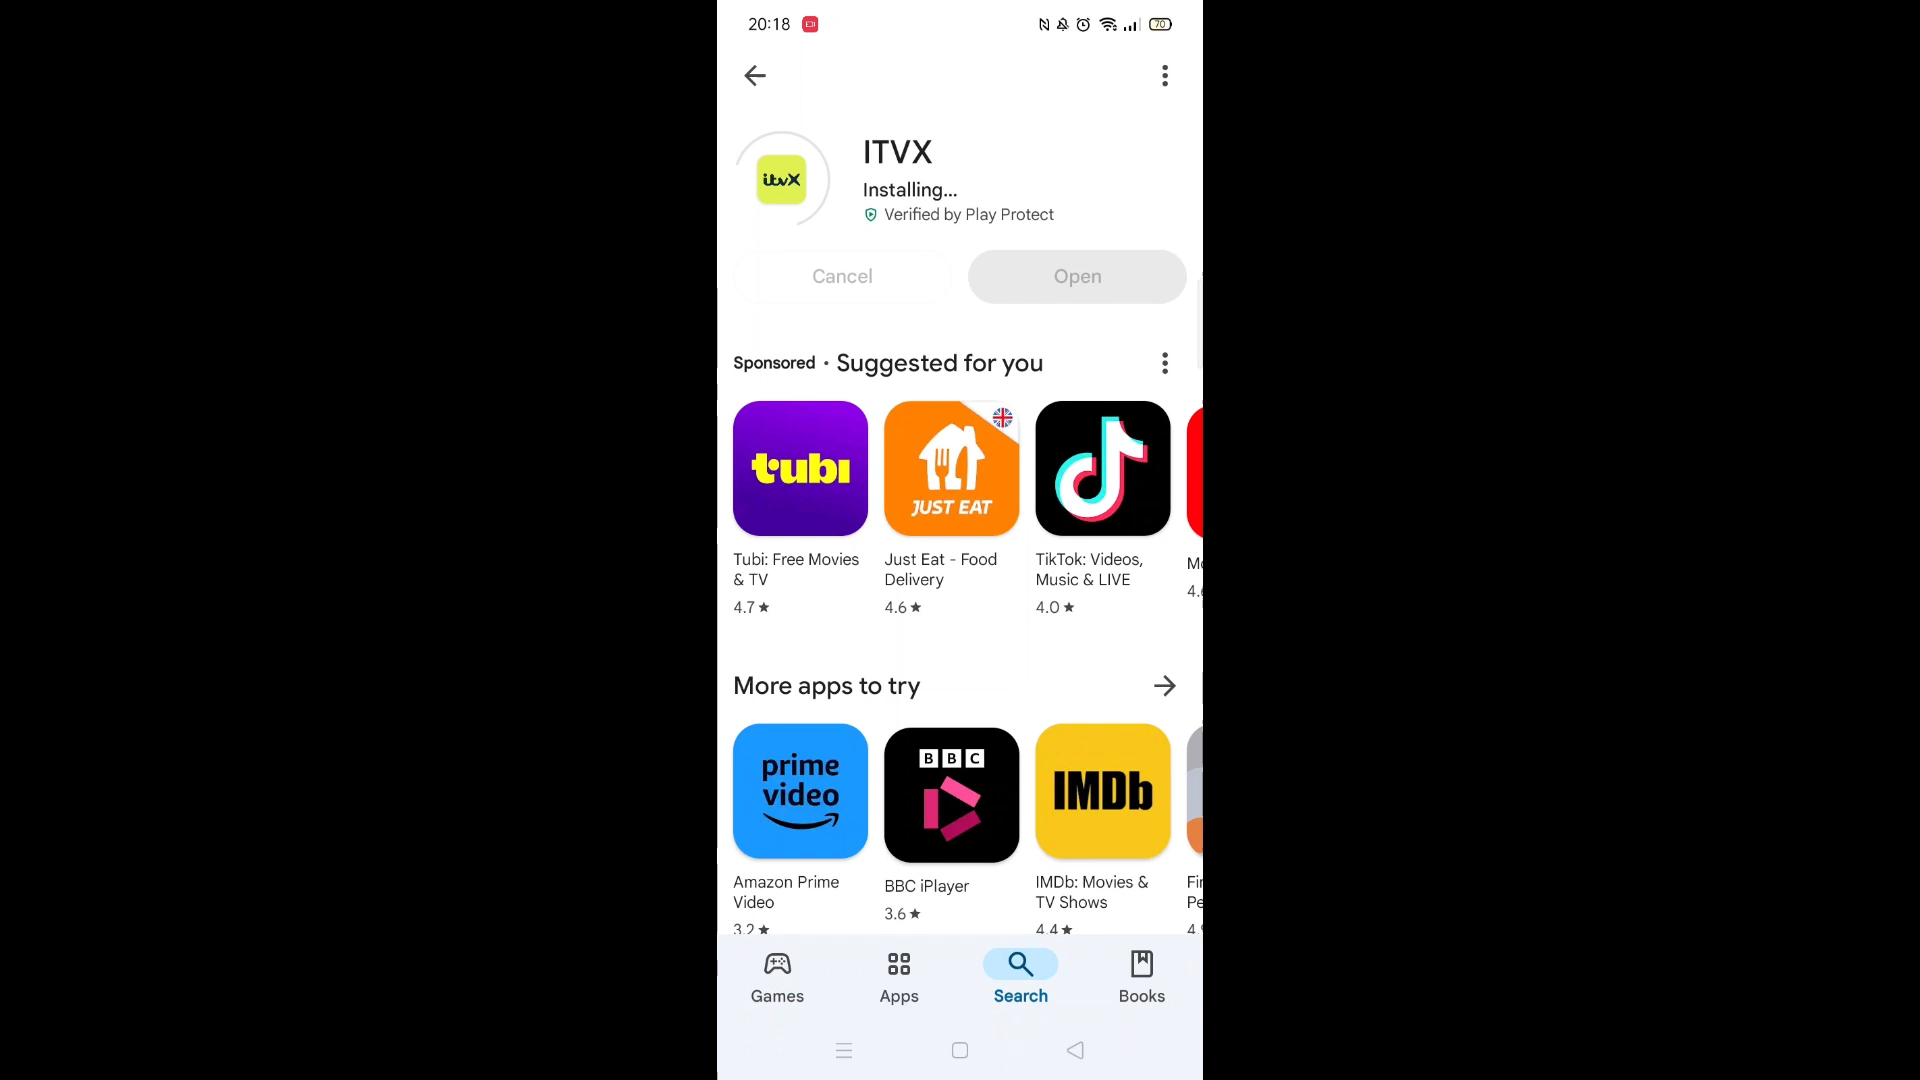 20:18
70
ITVX
itvX
Installing...
Verified by Play Protect
Cancel
Open
Sponsored • Suggested for you
tubi
JUST EAT
Tubi: Free Movies
& TV
4.7 ★
Just Eat - Food
Delivery
4.6 ★
TikTok: Videos,
Music & LIVE
4.0 ★
More apps to try
prime
video
BBC
IMDb
Amazon Prime
Video
3.2 ★
BBC iPlayer
3.6 ★
IMDb: Movies &
TV Shows
4.4 ★
Games
Apps
Search
Books